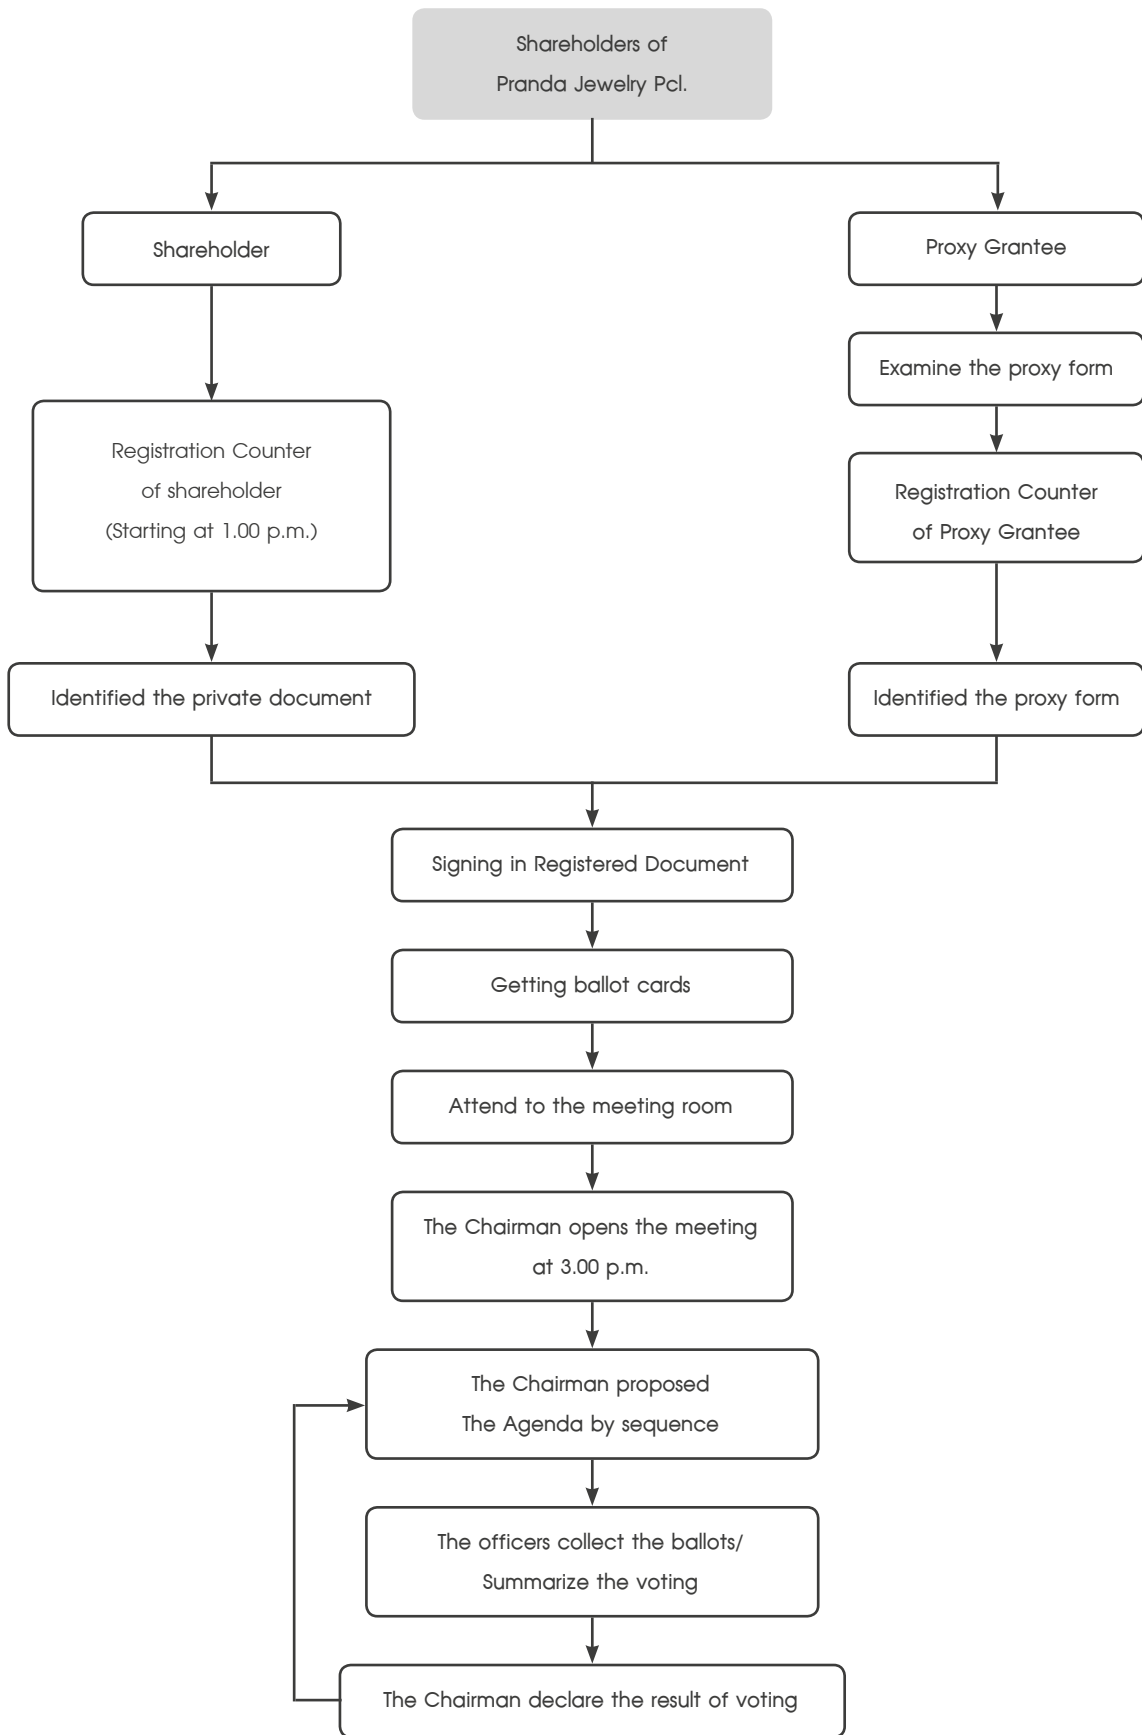 Shareholders of
Pranda Jewelry Pcl.
Shareholder
Proxy Grantee
Examine the proxy form
Registration Counter
of shareholder
(Starting at 1.00 p.m.)
Registration Counter
of Proxy Grantee
Identified the private document
Identified the proxy form
Signing in Registered Document
Getting ballot cards
Attend to the meeting room
The Chairman opens the meeting
at 3.00 p.m.
The Chairman proposed
The Agenda by sequence
The officers collect the ballots/
Summarize the voting
The Chairman declare the result of voting